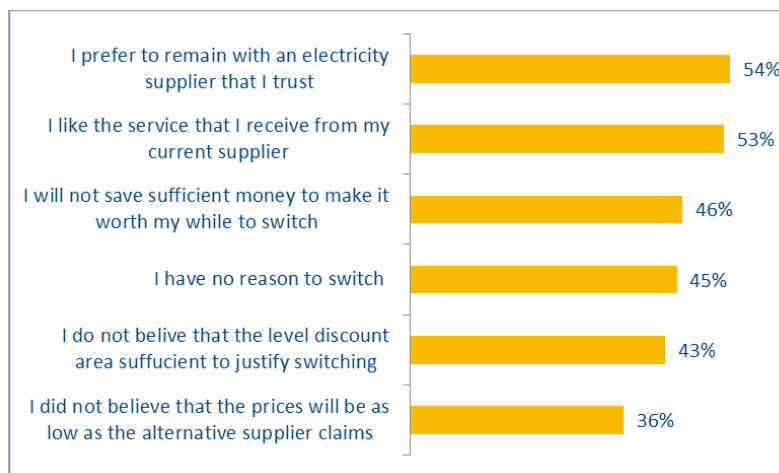 I prefer to remain with an electricity
supplier that I trust
54%
I like the service that I receive from my
current supplier
53%
I will not save sufficient money to make it
worth my while to switch
46%
I have no reason to switch
45%
I do not belive that the level discount
area suffucient to justify switching
43%
I did not believe that the prices will be as
low as the alternative supplier claims
36%